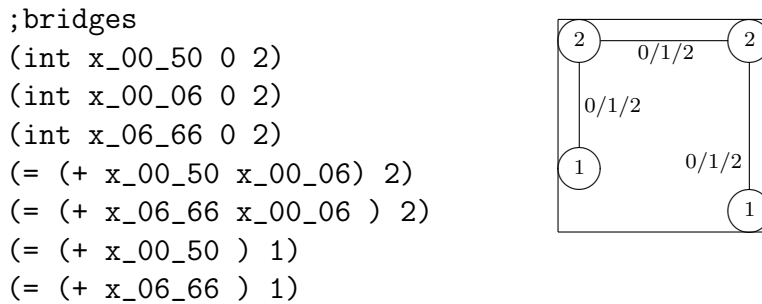 ;bridges
(int x_00_50 0 2)
(int x_00_06 0 2)
(int x_06_66 0 2)
(= (+ x_00_50 x_00_06) 2)
(= (+ x_06_66 x_00_06 ) 2)
(= (+ x_00_50 ) 1)
(= (+ x_06_66 ) 1)
2 2
0/1/2
0/1/2
0/1/2
1
1